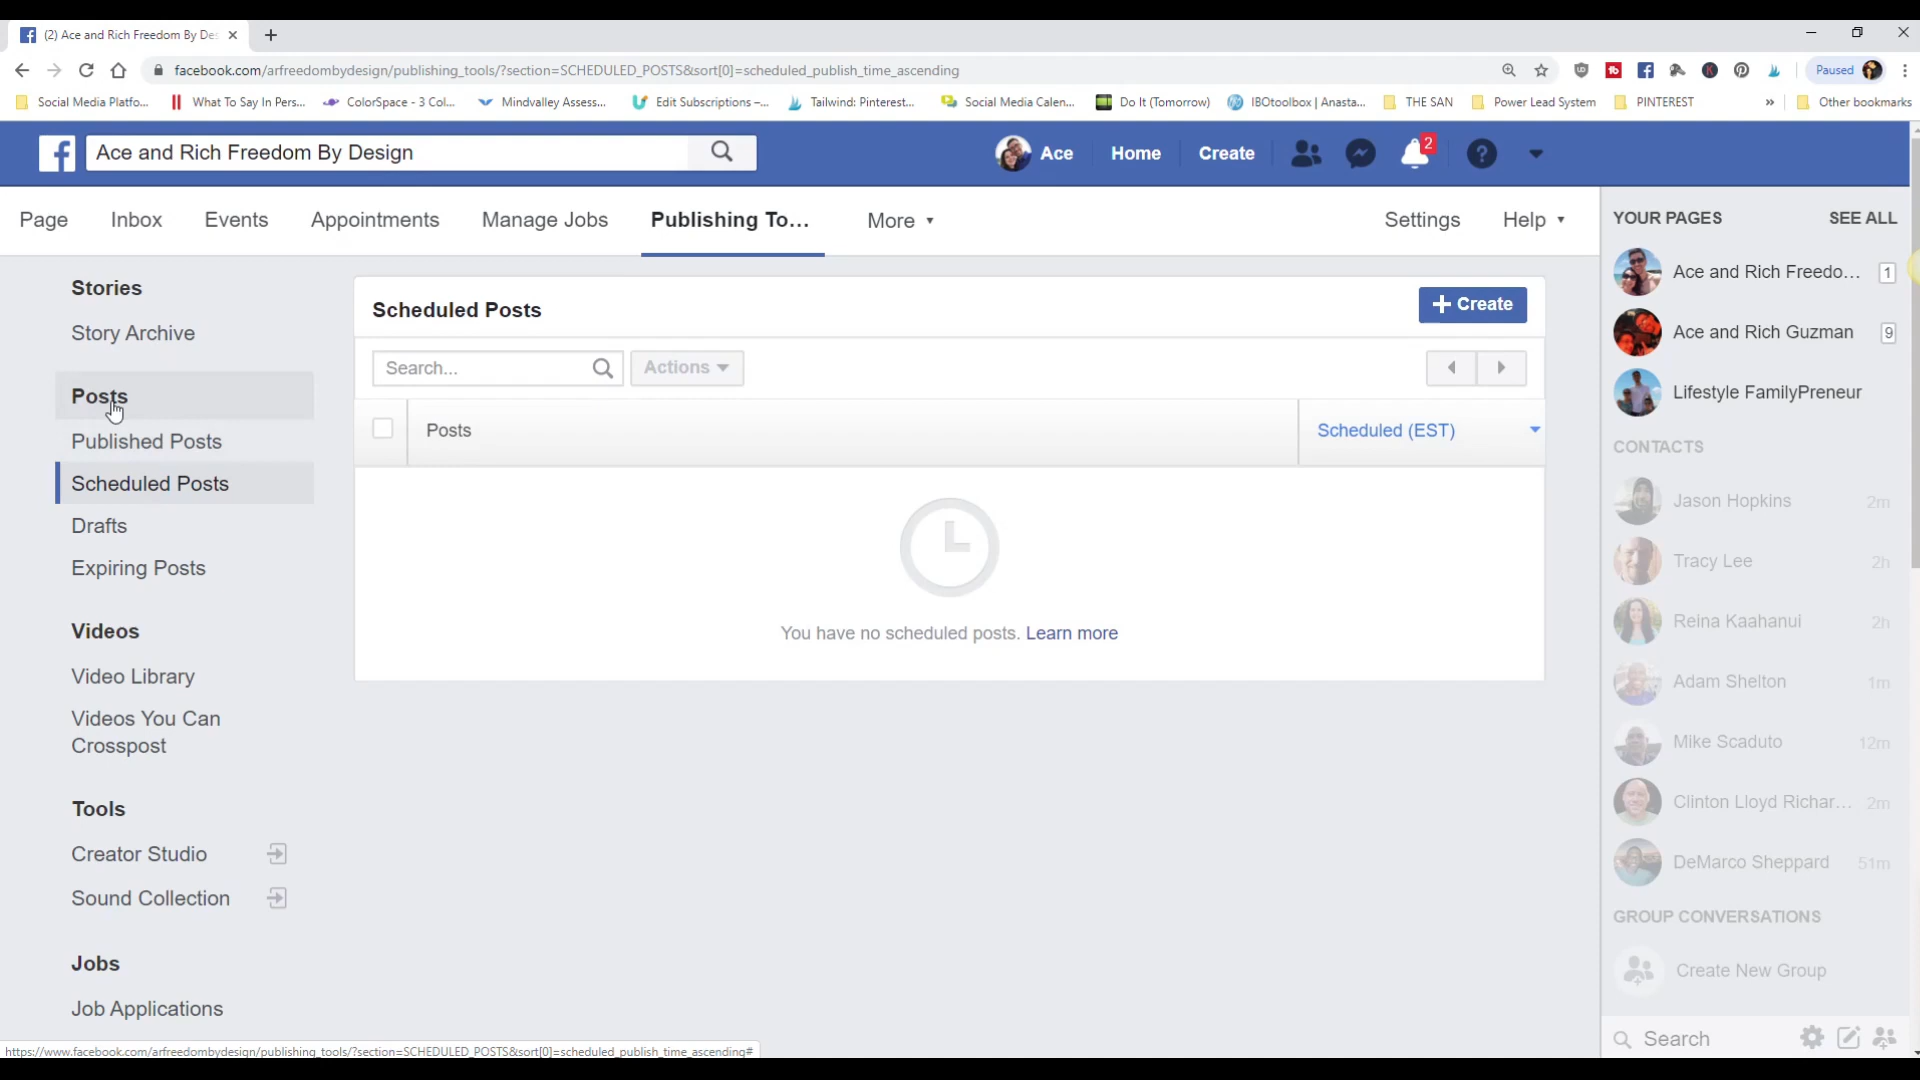 (2) Ace and Rich Freedom By De
facebook.com/arfreedombydesign/publishing_tools/?section=SCHEDULED_POSTS&sort[0]=scheduled_publish_time_ascending
Paused
Social Media Platfo...
What To Say In Pers...
ColorSpace - 3 Col...
Mindvalley Assess...
Edit Subscriptions –...
Tailwind: Pinterest...
Social Media Calen...
Do It (Tomorrow)
IBOtoolbox | Anasta...
THE SAN
Power Lead System
PINTEREST
»
Other bookmarks
Ace and Rich Freedom By Design
Ace
Home
Create
2
Page
Inbox
Events
Appointments
Manage Jobs
Publishing To...
More
Settings
Help
Stories
Story Archive
Posts
Published Posts
Scheduled Posts
Drafts
Expiring Posts
Videos
Video Library
Videos You Can
Crosspost
Tools
Creator Studio
Sound Collection
Jobs
Job Applications
Scheduled Posts
+ Create
Search...
Actions
Posts
Scheduled (EST)
You have no scheduled posts. Learn more
YOUR PAGES
SEE ALL
Ace and Rich Freedo... 1
Ace and Rich Guzman 9
Lifestyle FamilyPreneur
CONTACTS
Jason Hopkins 2m
Tracy Lee 2h
Reina Kaahanui 2h
Adam Shelton 1m
Mike Scaduto 12m
Clinton Lloyd Richar... 2m
DeMarco Sheppard 51m
GROUP CONVERSATIONS
Create New Group
Search
https://www.facebook.com/arfreedombydesign/publishing_tools/?section=SCHEDULED_POSTS&sort[0]=scheduled_publish_time_ascending#